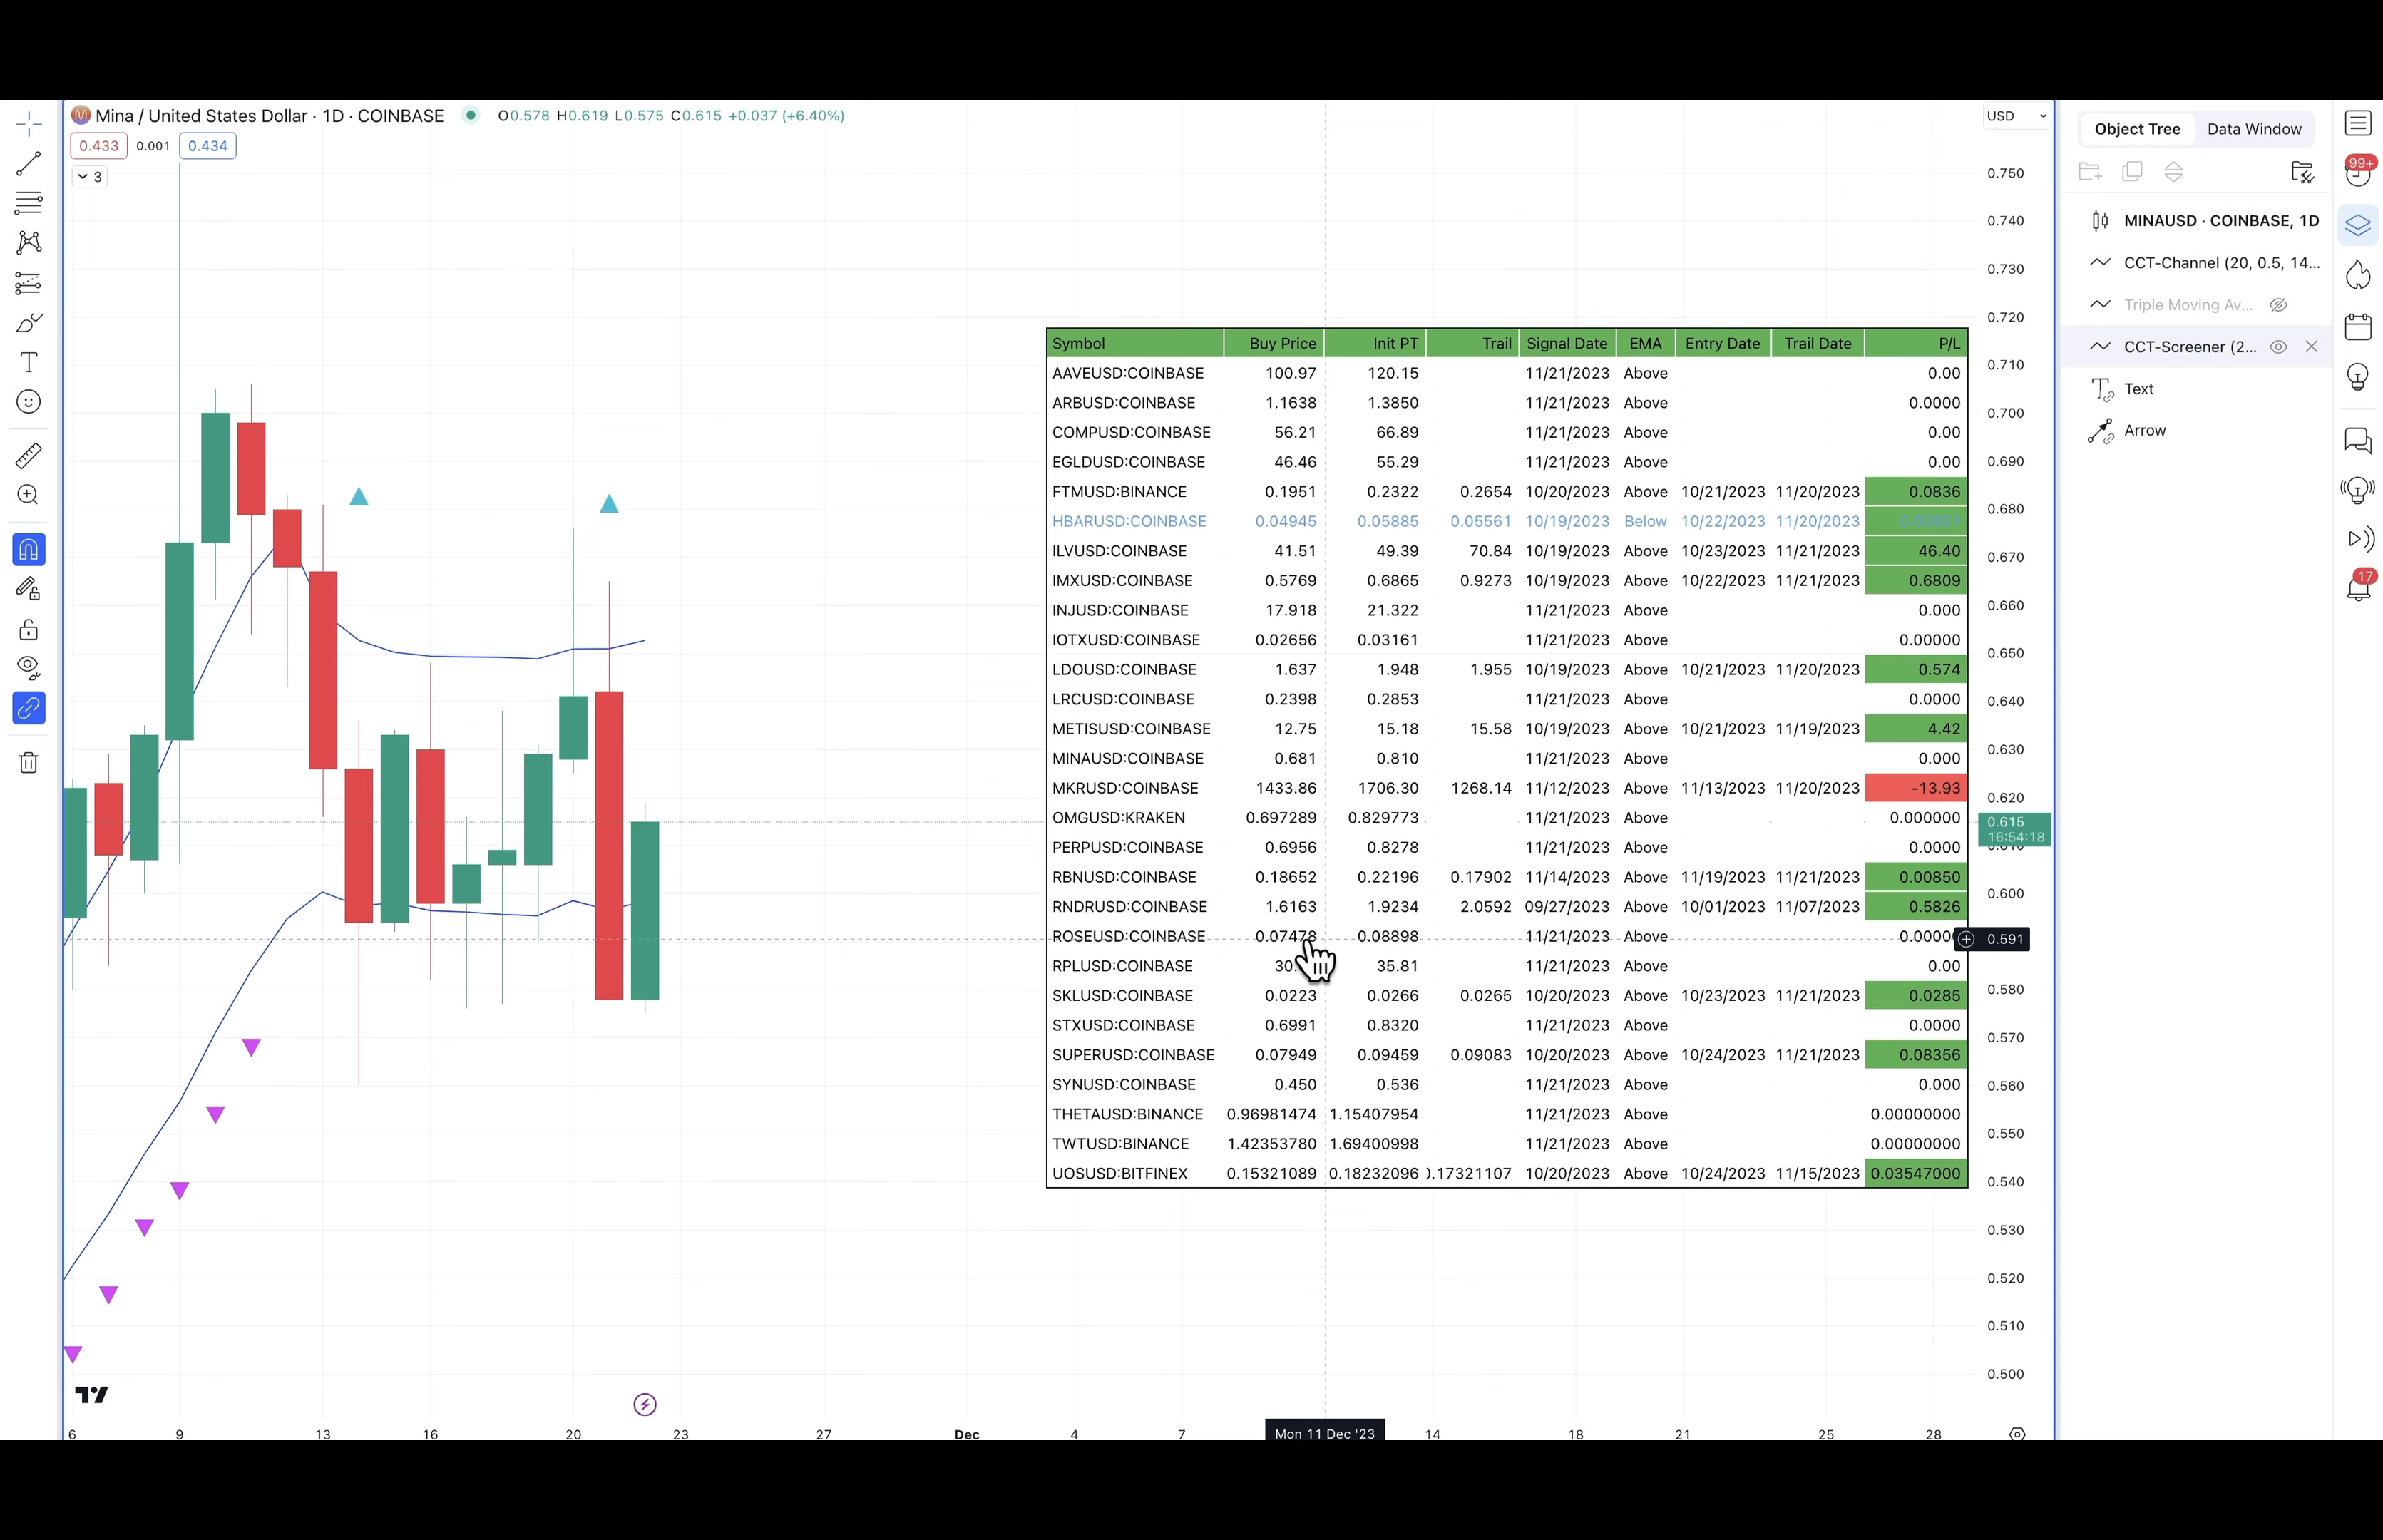 Mina / United States Dollar · 1D · COINBASE O0.578 H0.619 L0.575 C0.615 +0.037 (+6.40%)
0.433 0.001 0.434
3
USD
0.750
0.740
0.730
0.720
0.710
0.700
0.690
0.680
0.670
0.660
0.650
0.640
0.630
0.620
0.615
16:54:18
0.600
0.591
0.580
0.570
0.560
0.550
0.540
0.530
0.520
0.510
0.500
Symbol Buy Price Init PT Trail Signal Date EMA Entry Date Trail Date P/L
AAVEUSD:COINBASE 100.97 120.15 11/21/2023 Above 0.00
ARBUSD:COINBASE 1.1638 1.3850 11/21/2023 Above 0.0000
COMPUSD:COINBASE 56.21 66.89 11/21/2023 Above 0.00
EGLDUSD:COINBASE 46.46 55.29 11/21/2023 Above 0.00
FTMUSD:BINANCE 0.1951 0.2322 0.2654 10/20/2023 Above 10/21/2023 11/20/2023 0.0836
HBARUSD:COINBASE 0.04945 0.05885 0.05561 10/19/2023 Below 10/22/2023 11/20/2023
ILVUSD:COINBASE 41.51 49.39 70.84 10/19/2023 Above 10/23/2023 11/21/2023 46.40
IMXUSD:COINBASE 0.5769 0.6865 0.9273 10/19/2023 Above 10/22/2023 11/21/2023 0.6809
INJUSD:COINBASE 17.918 21.322 11/21/2023 Above 0.000
IOTXUSD:COINBASE 0.02656 0.03161 11/21/2023 Above 0.00000
LDOUSD:COINBASE 1.637 1.948 1.955 10/19/2023 Above 10/21/2023 11/20/2023 0.574
LRCUSD:COINBASE 0.2398 0.2853 11/21/2023 Above 0.0000
METISUSD:COINBASE 12.75 15.18 15.58 10/19/2023 Above 10/21/2023 11/19/2023 4.42
MINAUSD:COINBASE 0.681 0.810 11/21/2023 Above 0.000
MKRUSD:COINBASE 1433.86 1706.30 1268.14 11/12/2023 Above 11/13/2023 11/20/2023 -13.93
OMGUSD:KRAKEN 0.697289 0.829773 11/21/2023 Above 0.000000
PERPUSD:COINBASE 0.6956 0.8278 11/21/2023 Above 0.0000
RBNUSD:COINBASE 0.18652 0.22196 0.17902 11/14/2023 Above 11/19/2023 11/21/2023 0.00850
RNDRUSD:COINBASE 1.6163 1.9234 2.0592 09/27/2023 Above 10/01/2023 11/07/2023 0.5826
ROSEUSD:COINBASE 0.07478 0.08898 11/21/2023 Above 0.0000
RPLUSD:COINBASE 30. 35.81 11/21/2023 Above 0.00
SKLUSD:COINBASE 0.0223 0.0266 0.0265 10/20/2023 Above 10/23/2023 11/21/2023 0.0285
STXUSD:COINBASE 0.6991 0.8320 11/21/2023 Above 0.0000
SUPERUSD:COINBASE 0.07949 0.09459 0.09083 10/20/2023 Above 10/24/2023 11/21/2023 0.08356
SYNUSD:COINBASE 0.450 0.536 11/21/2023 Above 0.000
THETAUSD:BINANCE 0.96981474 1.15407954 11/21/2023 Above 0.00000000
TWTUSD:BINANCE 1.42353780 1.69400998 11/21/2023 Above 0.00000000
UOSUSD:BITFINEX 0.15321089 0.18232096 .17321107 10/20/2023 Above 10/24/2023 11/15/2023 0.03547000
6 9 13 16 20 23 27 Dec 4 7 Mon 11 Dec '23 14 18 21 25 28
Object Tree Data Window
MINAUSD · COINBASE, 1D
CCT-Channel (20, 0.5, 14...
Triple Moving Av...
CCT-Screener (2...
Text
Arrow
99+
17